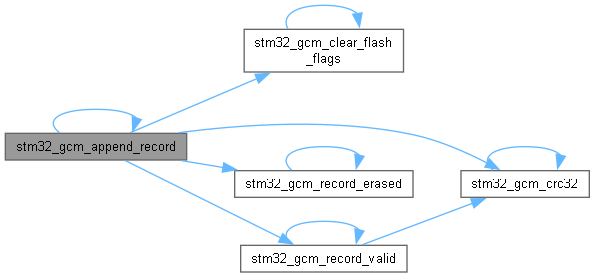 stm32_gcm_clear_flash
_flags
stm32_gcm_append_record
stm32_gcm_record_erased
stm32_gcm_crc32
stm32_gcm_record_valid